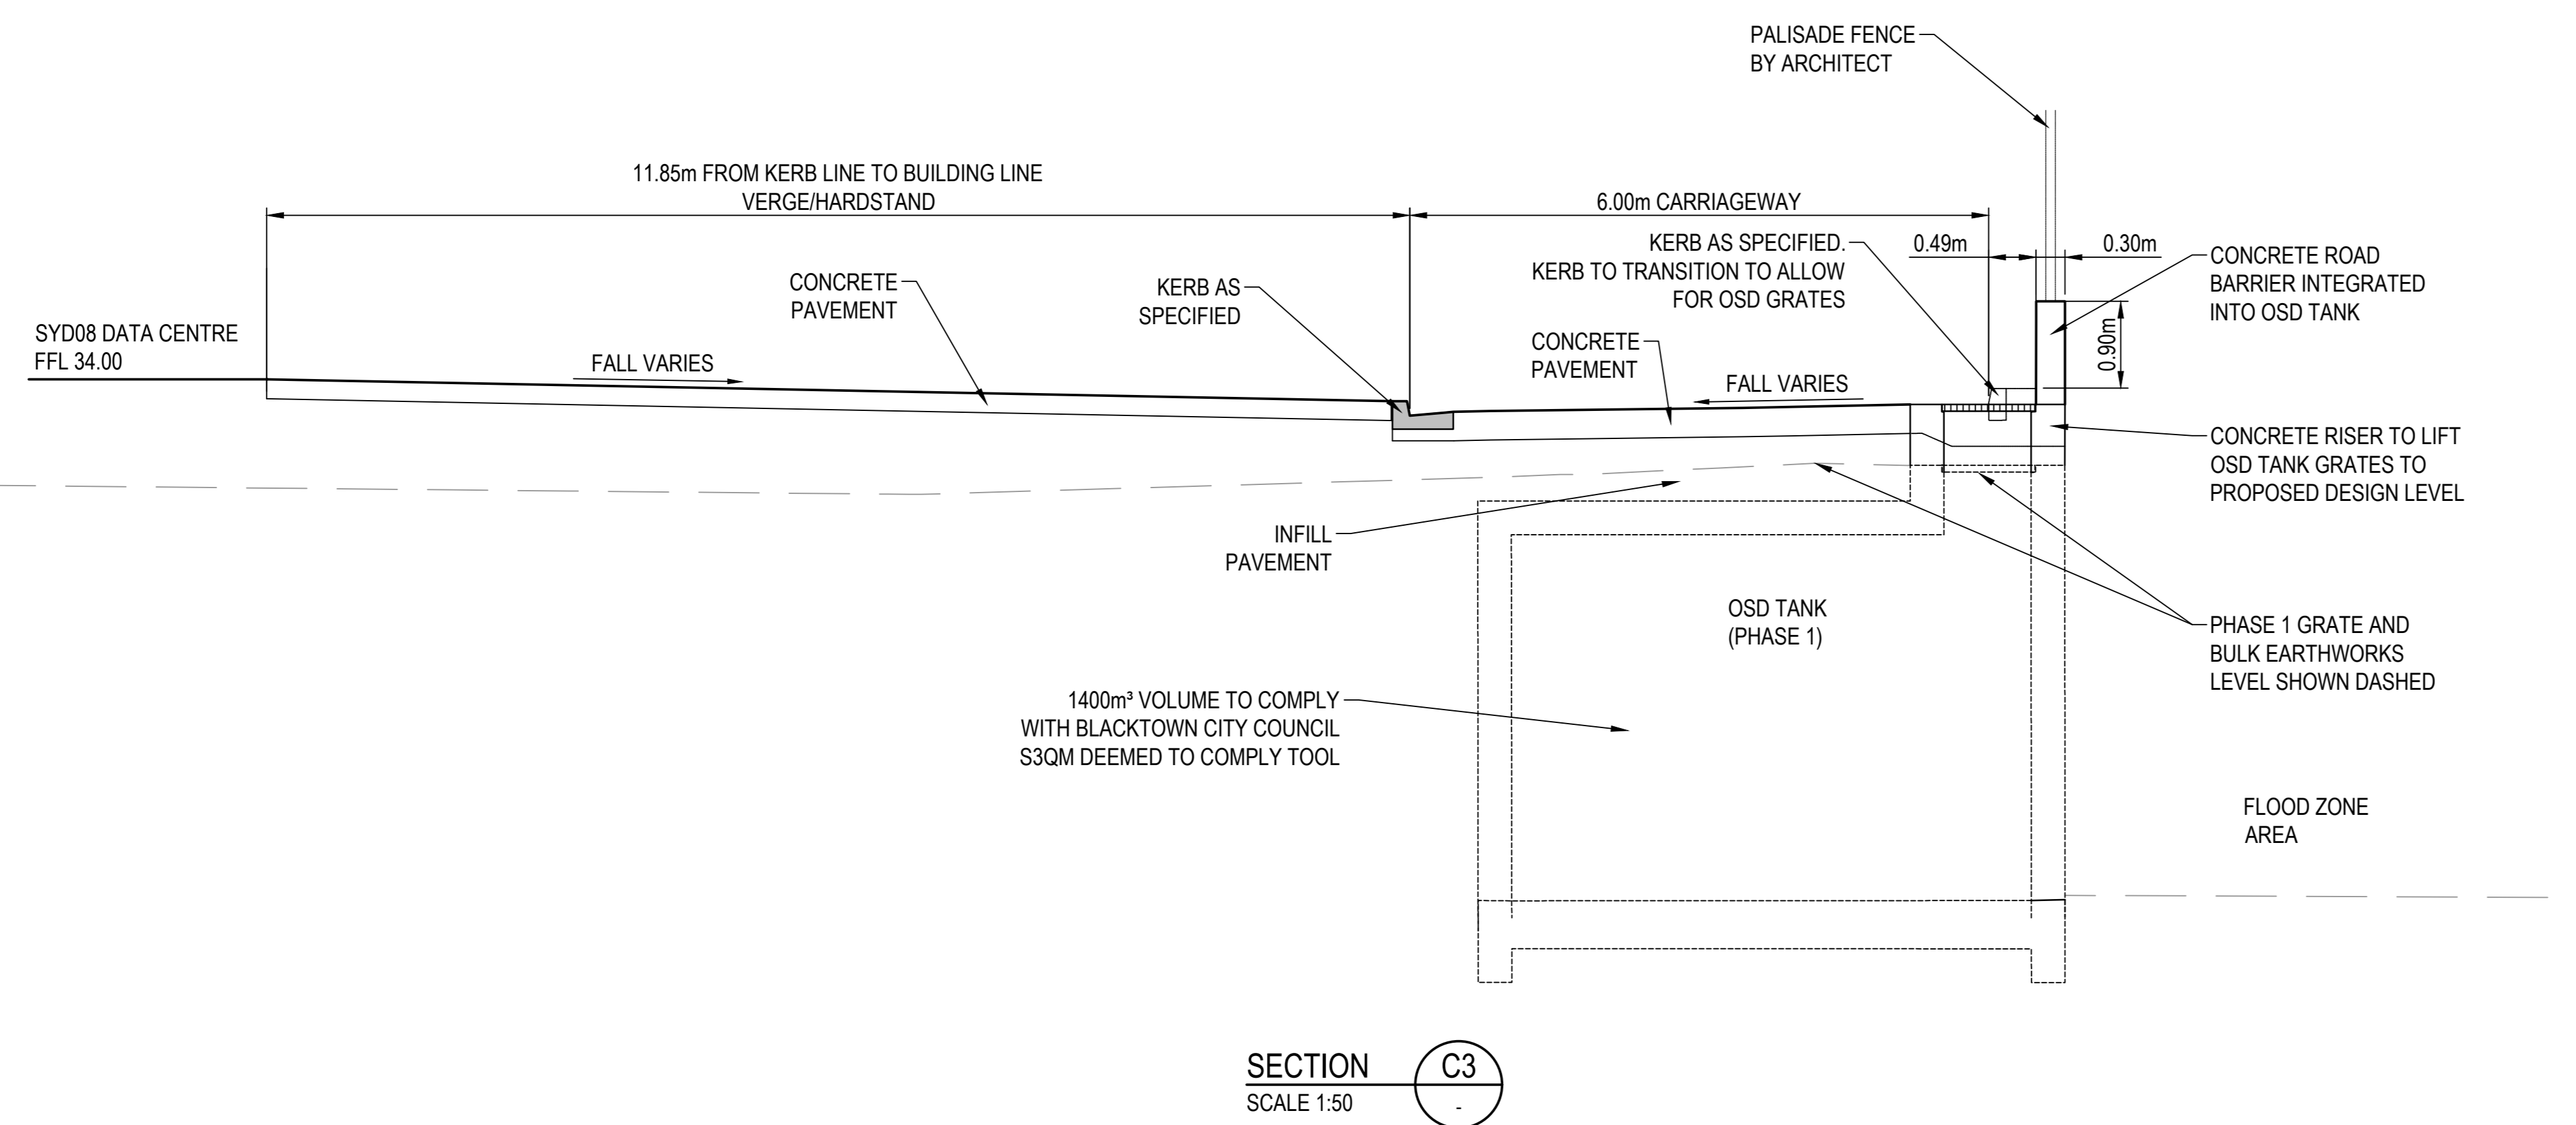 PALISADE FENCE
BY ARCHITECT
11.85m FROM KERB LINE TO BUILDING LINE
VERGE/HARDSTAND
6.00m CARRIAGEWAY
KERB AS SPECIFIED.
KERB TO TRANSITION TO ALLOW
FOR OSD GRATES
0.49m
0.30m
CONCRETE ROAD
BARRIER INTEGRATED
INTO OSD TANK
CONCRETE
PAVEMENT
KERB AS
SPECIFIED
SYD08 DATA CENTRE
FFL 34.00
FALL VARIES
CONCRETE
PAVEMENT
FALL VARIES
0.90m
CONCRETE RISER TO LIFT
OSD TANK GRATES TO
PROPOSED DESIGN LEVEL
INFILL
PAVEMENT
OSD TANK
(PHASE 1)
PHASE 1 GRATE AND
BULK EARTHWORKS
LEVEL SHOWN DASHED
1400m³ VOLUME TO COMPLY
WITH BLACKTOWN CITY COUNCIL
S3QM DEEMED TO COMPLY TOOL
FLOOD ZONE
AREA
SECTION
SCALE 1:50
C3
-